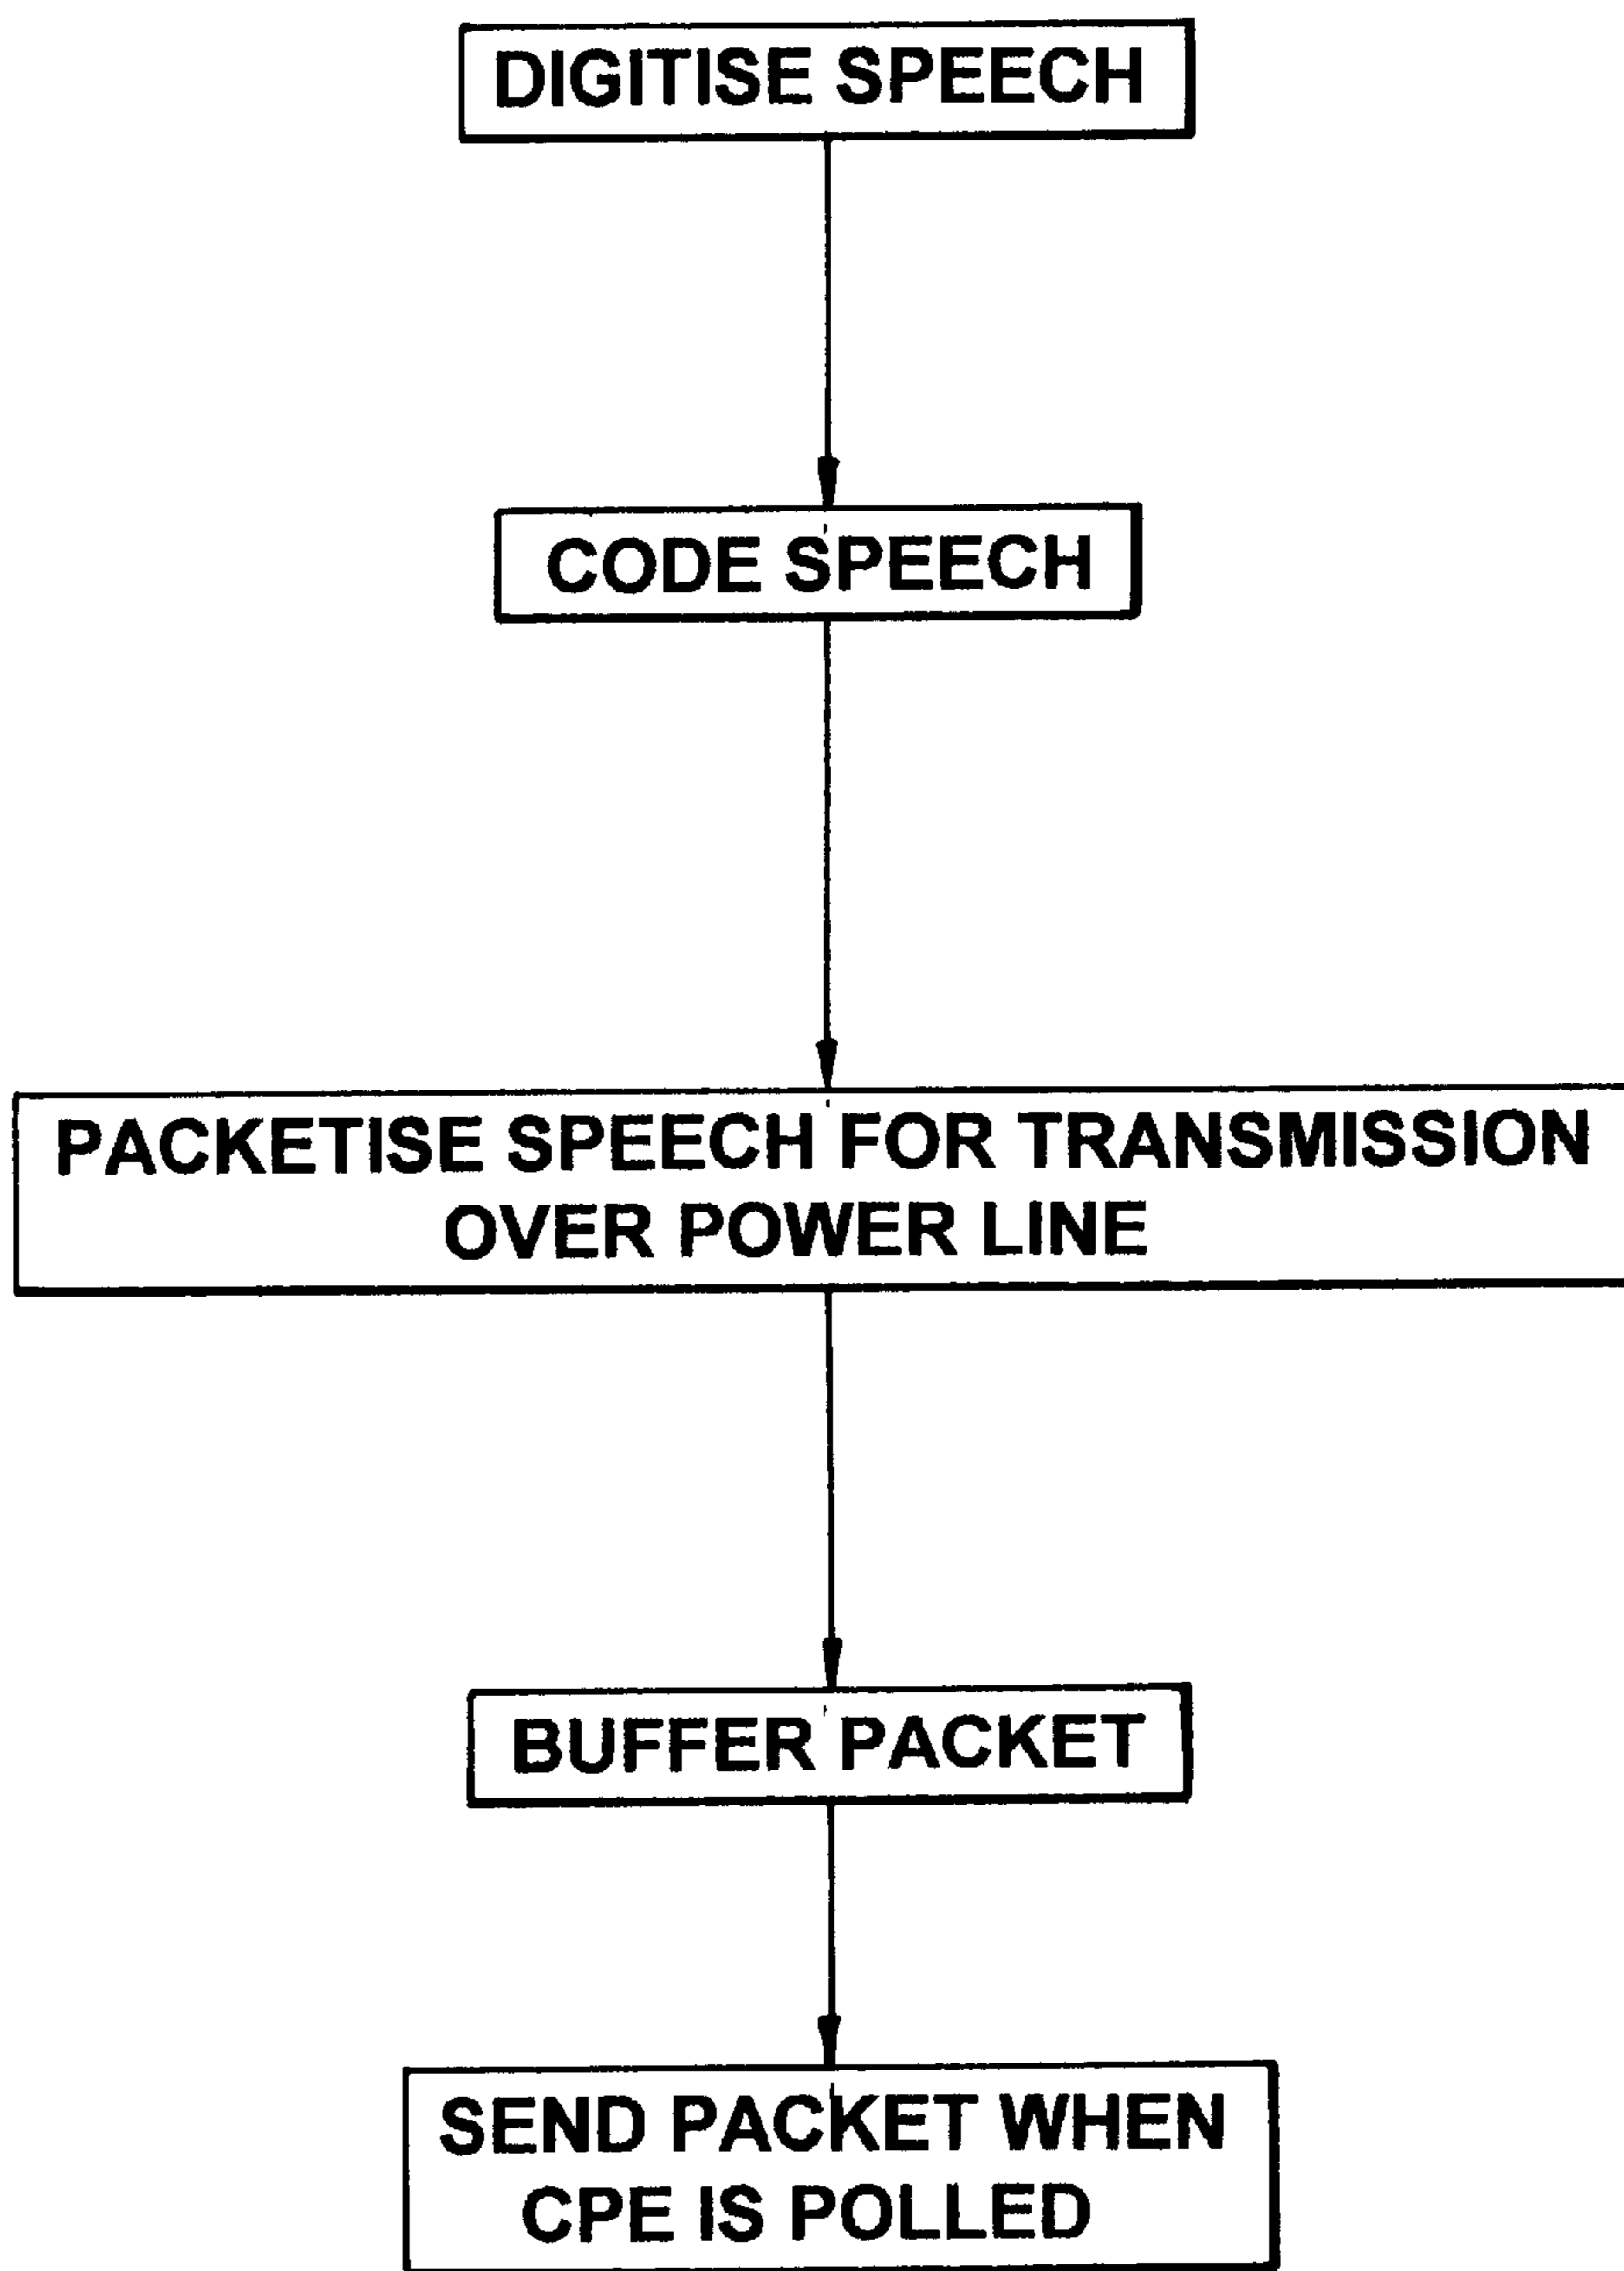 DIGITISE SPEECH
CODE SPEECH
PACKETISE SPEECH FOR TRANSMISSION
OVER POWER LINE
BUFFER PACKET
SEND PACKET WHEN
CPE IS POLLED